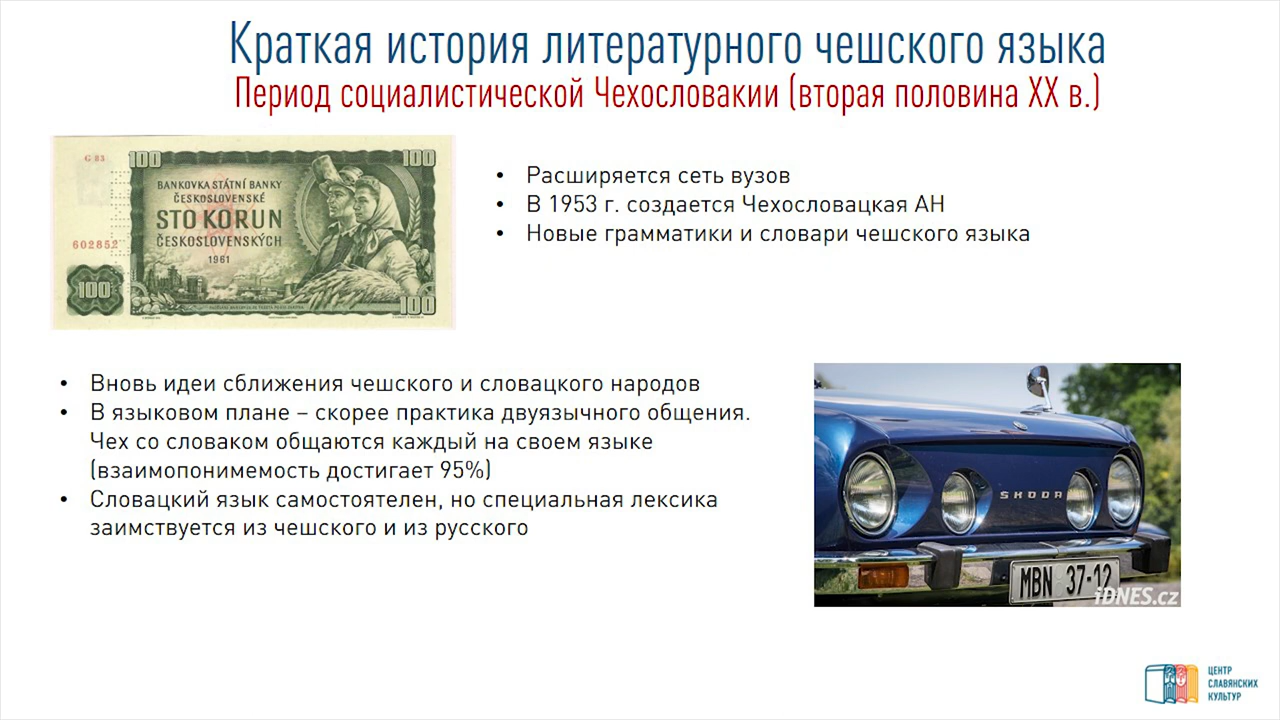 Краткая история литературного чешского языка
Период социалистической Чехословакии (вторая половина XX в.)
G 83
100
100
BANKOVKA STÁTNÍ BANKY
ČESKOSLOVENSKÉ
STO KORUN
ČESKOSLOVENSKÝCH
602852
1961
100
100
• Расширяется сеть вузов
• В 1953 г. создается Чехословацкая АН
• Новые грамматики и словари чешского языка
• Вновь идеи сближения чешского и словацкого народов
• В языковом плане – скорее практика двуязычного общения.
Чех со словаком общаются каждый на своем языке
(взаимопонимемость достигает 95%)
• Словацкий язык самостоятелен, но специальная лексика
заимствуется из чешского и из русского
SKODA
MBN 37-12
iDNES.cz
ЦЕНТР
СЛАВЯНСКИХ
КУЛЬТУР